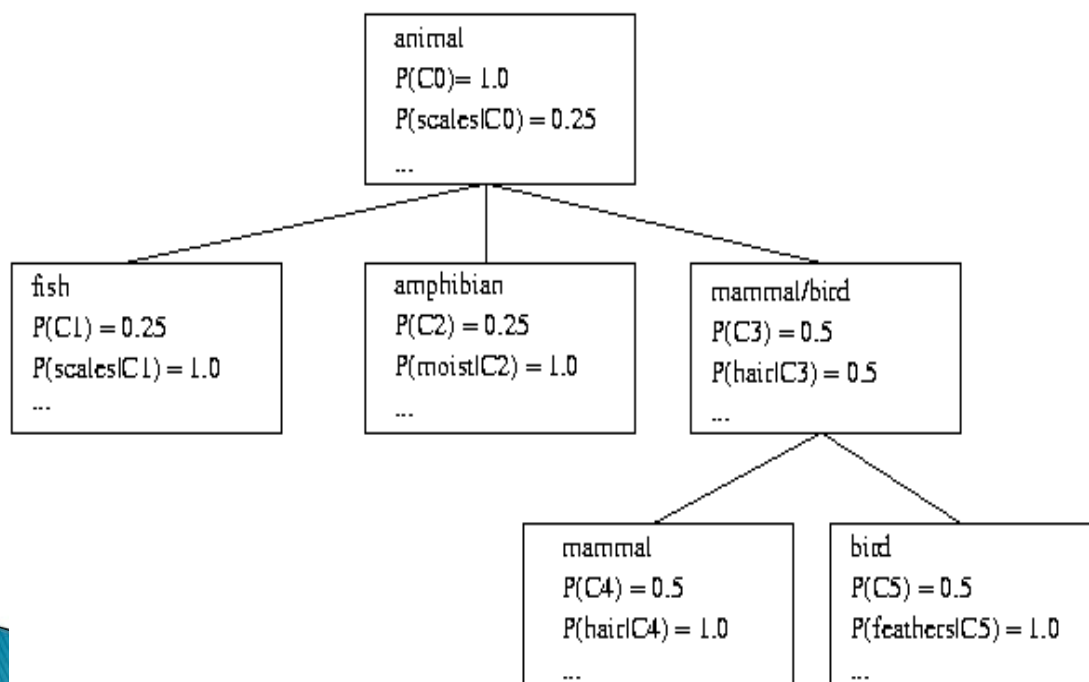 animal
P(C0)= 1.0
P(scales|C0) = 0.25
...
fish
P(C1) = 0.25
P(scales|C1) = 1.0
...
amphibian
P(C2) = 0.25
P(moist|C2) = 1.0
...
mammal/bird
P(C3) = 0.5
P(hair|C3) = 0.5
...
mammal
P(C4) = 0.5
P(hair|C4) = 1.0
...
bird
P(C5) = 0.5
P(feathers|C5) = 1.0
...